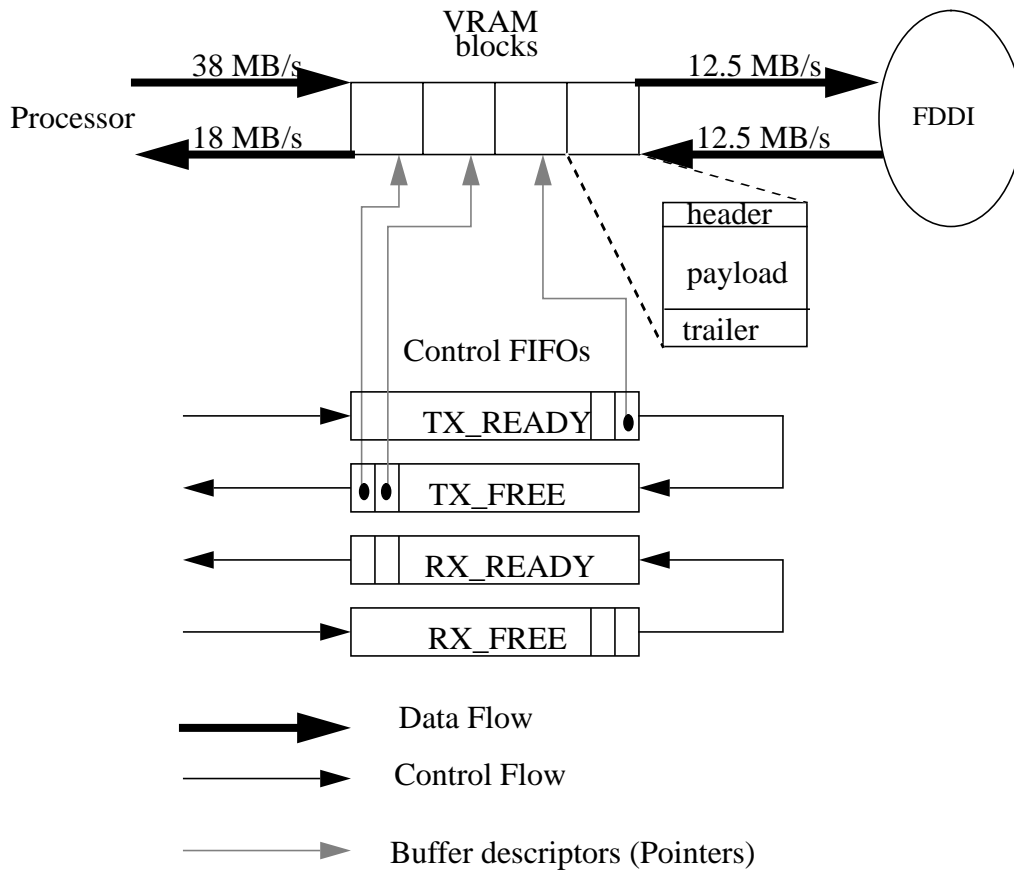 VRAM
blocks
38 MB/s
12.5 MB/s
Processor
FDDI
18 MB/s
12.5 MB/s
header
payload
trailer
Control FIFOs
TX_READY
TX_FREE
RX_READY
RX_FREE
Data Flow
Control Flow
Buffer descriptors (Pointers)